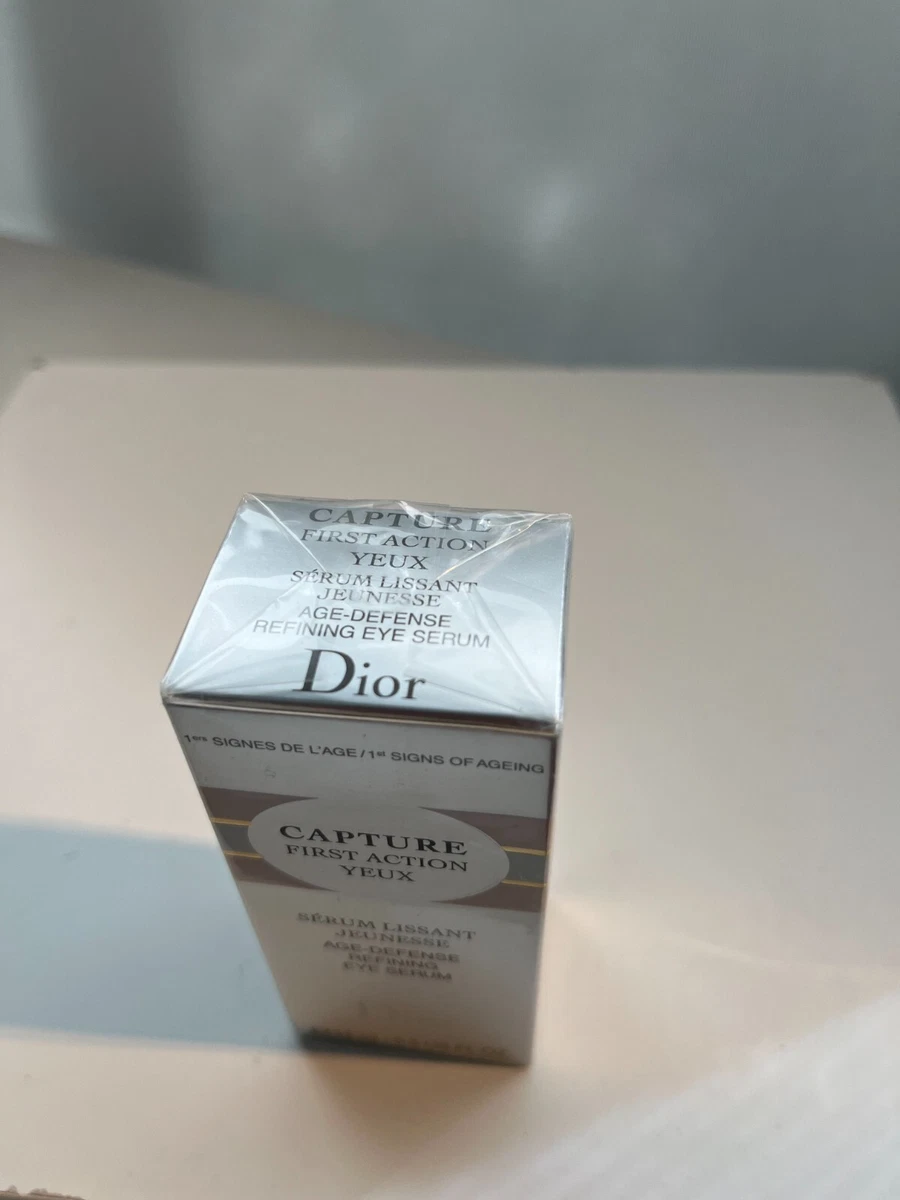 CAPTURE
FIRST ACTION
YEUX
SÉRUM LISSANT
JEUNESSE
AGE-DEFENSE
REFINING EYE SERUM
Dior
1ers SIGNES DE L'AGE / 1st SIGNS OF AGEING
CAPTURE
FIRST ACTION
YEUX
SÉRUM LISSANT
JEUNESSE
AGE-DEFENSE
REFINING
EYE SERUM